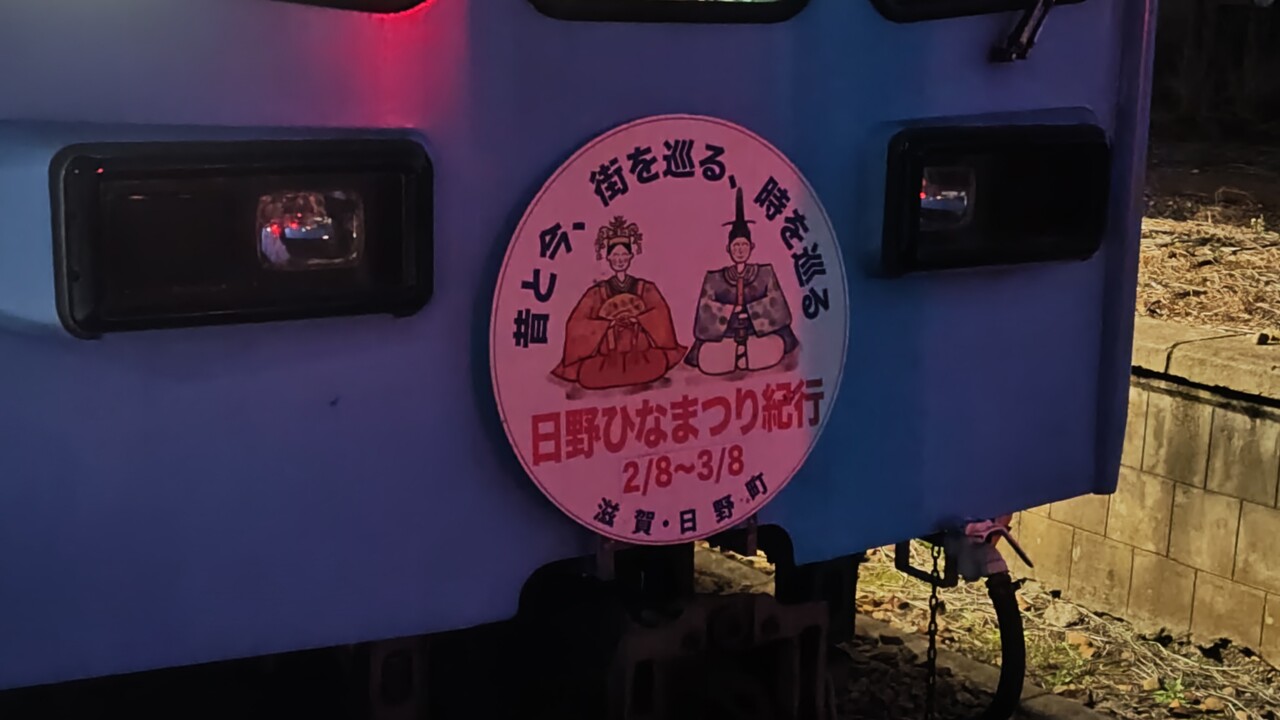 昔と今、街を巡る、時を巡る
日野ひなまつり紀行
2/8～3/8
滋賀・日野町